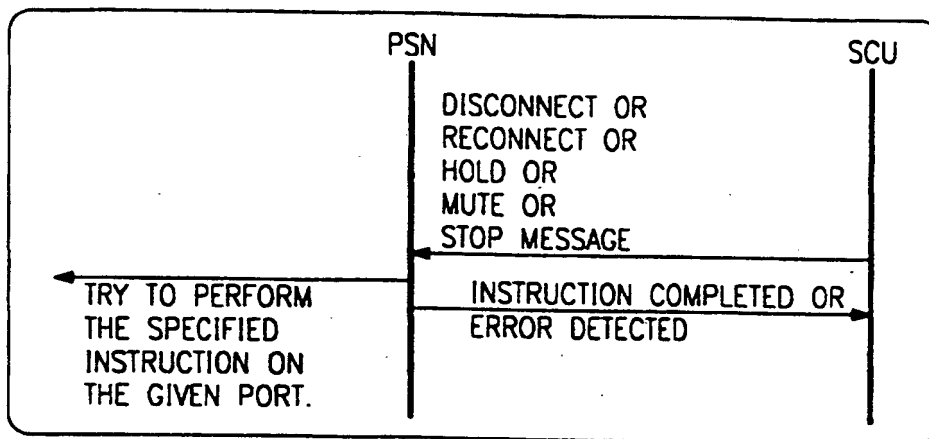 PSN
SCU
DISCONNECT OR
RECONNECT OR
HOLD OR
MUTE OR
STOP MESSAGE
TRY TO PERFORM
THE SPECIFIED
INSTRUCTION ON
THE GIVEN PORT.
INSTRUCTION COMPLETED OR
ERROR DETECTED